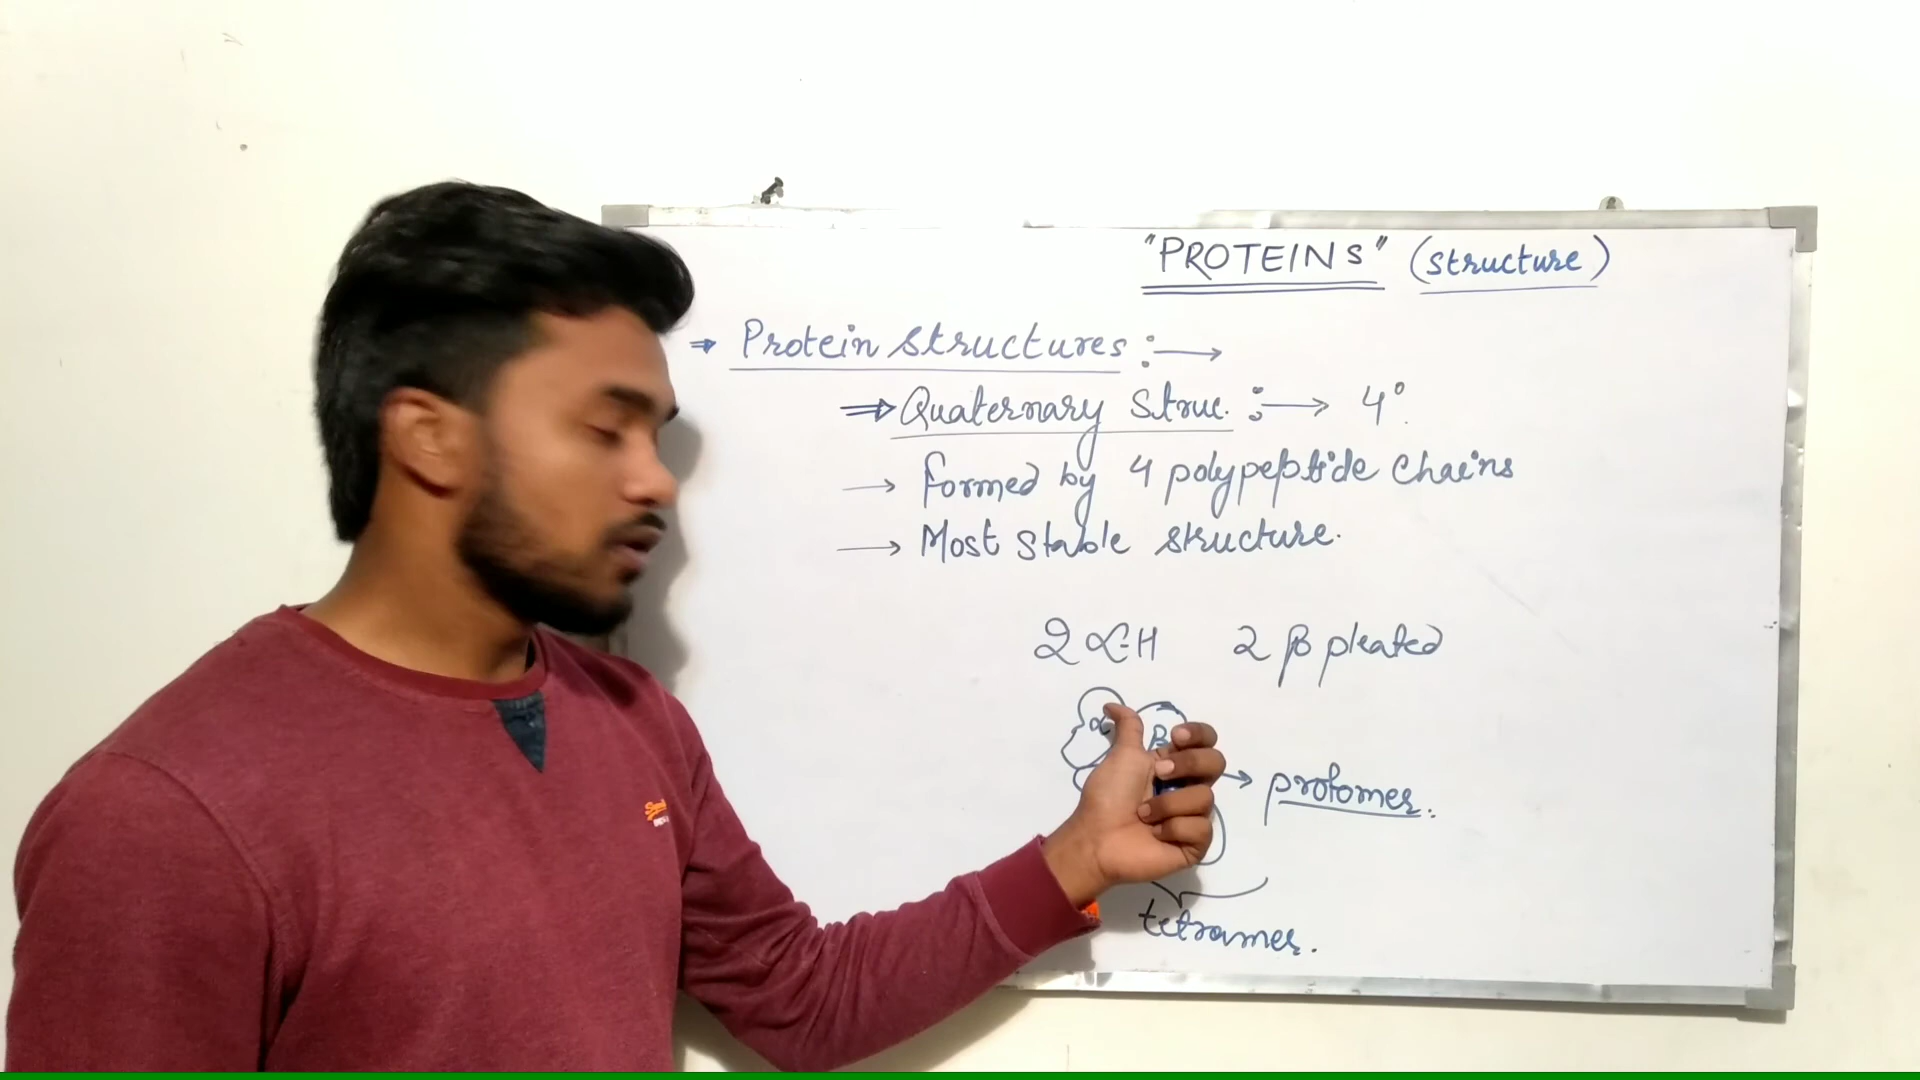 "PROTEINS" (structure)
⇒ Protein structures :→
⇒ Quaternary Struc. :→ 4°.
→ formed by 4 polypeptide chains
→ Most stable structure.
2 α-H 2 β pleated
α β
→ protomer.
tetramer.